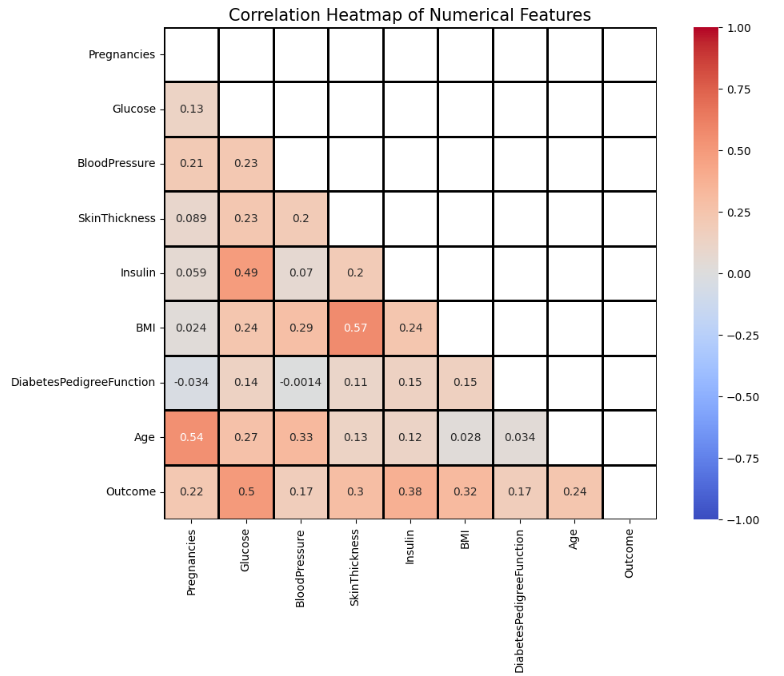 Correlation Heatmap of Numerical Features
Pregnancies
Glucose 0.13
BloodPressure 0.21 0.23
SkinThickness 0.089 0.23 0.2
Insulin 0.059 0.49 0.07 0.2
BMI 0.024 0.24 0.29 0.57 0.24
DiabetesPedigreeFunction -0.034 0.14 -0.0014 0.11 0.15 0.15
Age 0.54 0.27 0.33 0.13 0.12 0.028 0.034
Outcome 0.22 0.5 0.17 0.3 0.38 0.32 0.17 0.24
Pregnancies
Glucose
BloodPressure
SkinThickness
Insulin
BMI
DiabetesPedigreeFunction
Age
Outcome
1.00
0.75
0.50
0.25
0.00
−0.25
−0.50
−0.75
−1.00